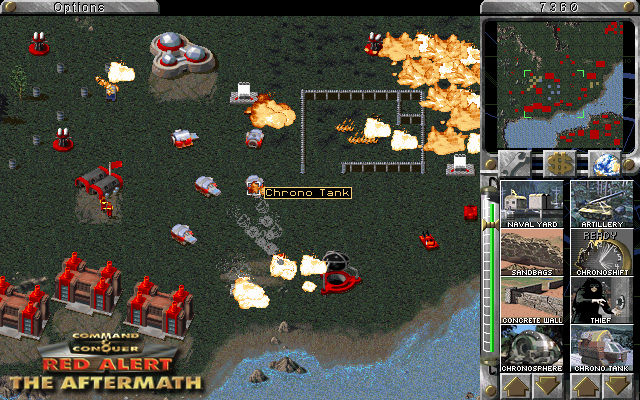 Options
7360
Chrono Tank
NAVAL YARD
ARTILLERY
READY
SANDBAGS
CHRONOSHIFT
CONCRETE WALL
THIEF
CHRONOSPHERE
CHRONO TANK
COMMAND
&
CONQUER
RED ALERT
THE AFTERMATH